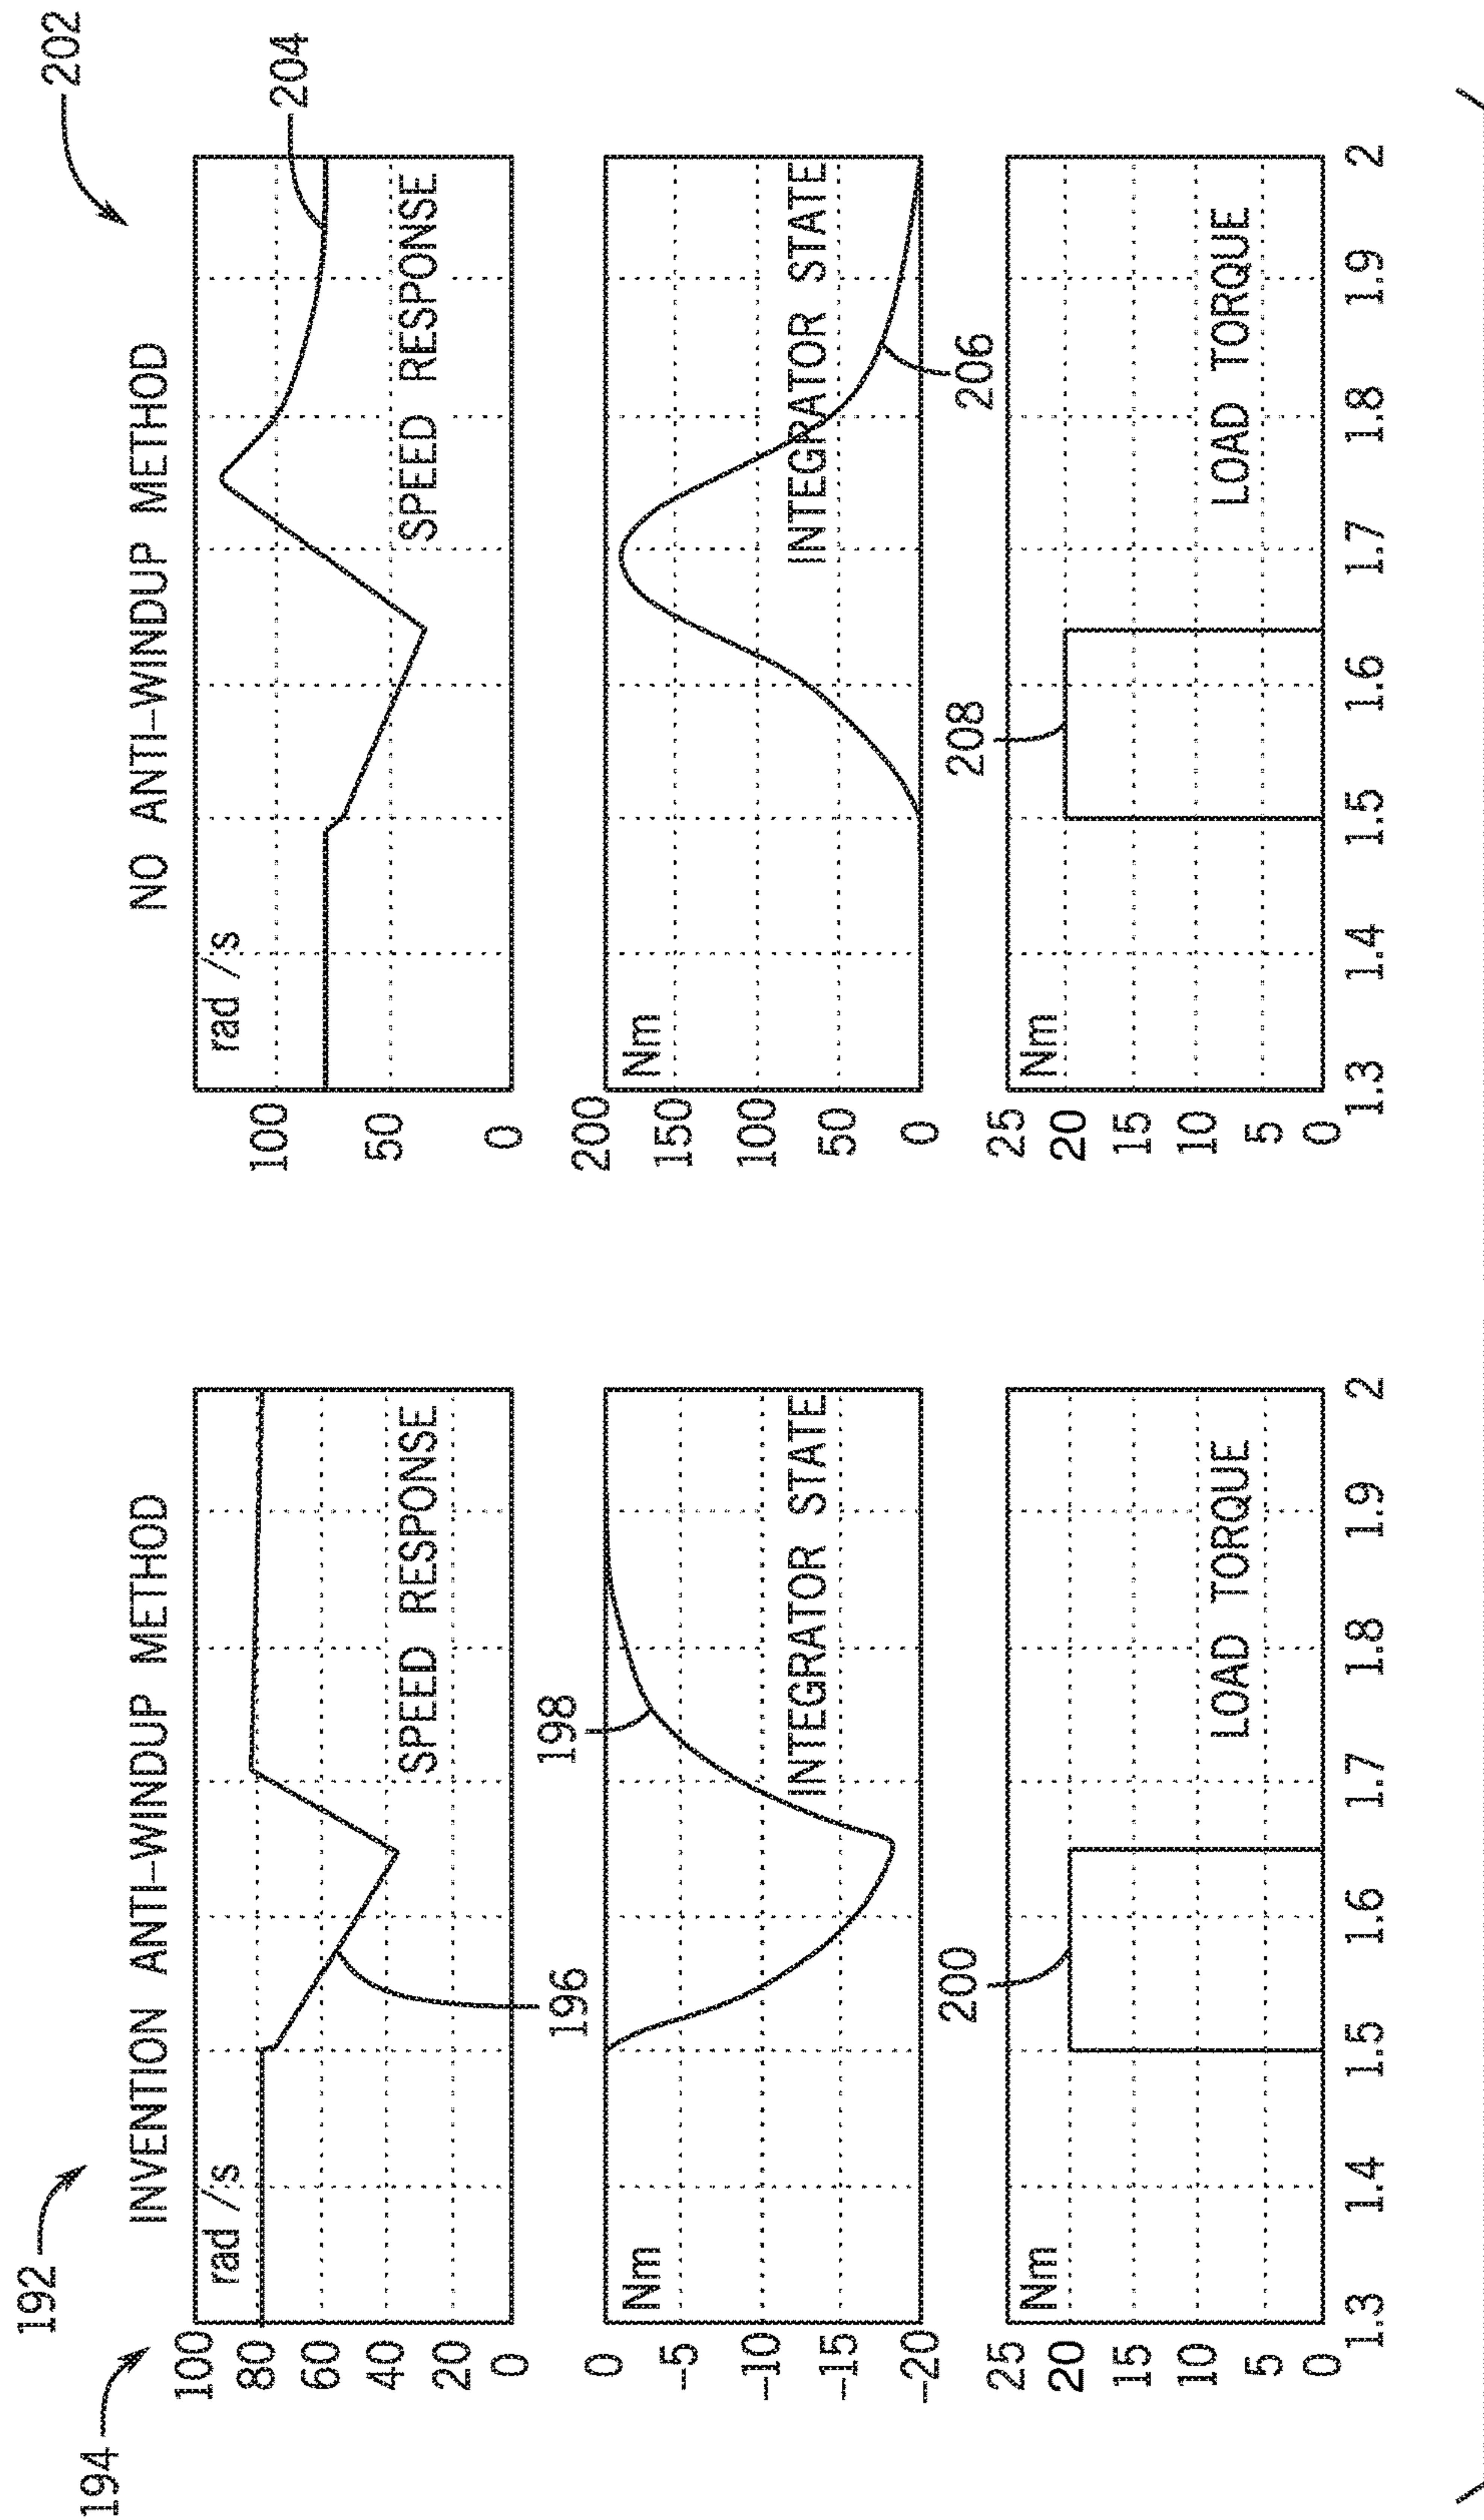 192
194
INVENTION ANTI-WINDUP METHOD
rad/s
100
80
60
40
20
0
SPEED RESPONSE
196
198
Nm
0
-5
-10
-15
-20
INTEGRATOR STATE
200
Nm
25
20
15
10
5
0
LOAD TORQUE
1.3 1.4 1.5 1.6 1.7 1.8 1.9 2
202
NO ANTI-WINDUP METHOD
204
rad/s
100
50
0
SPEED RESPONSE
Nm
200
150
100
50
0
INTEGRATOR STATE
206
208
Nm
25
20
15
10
5
0
LOAD TORQUE
1.3 1.4 1.5 1.6 1.7 1.8 1.9 2